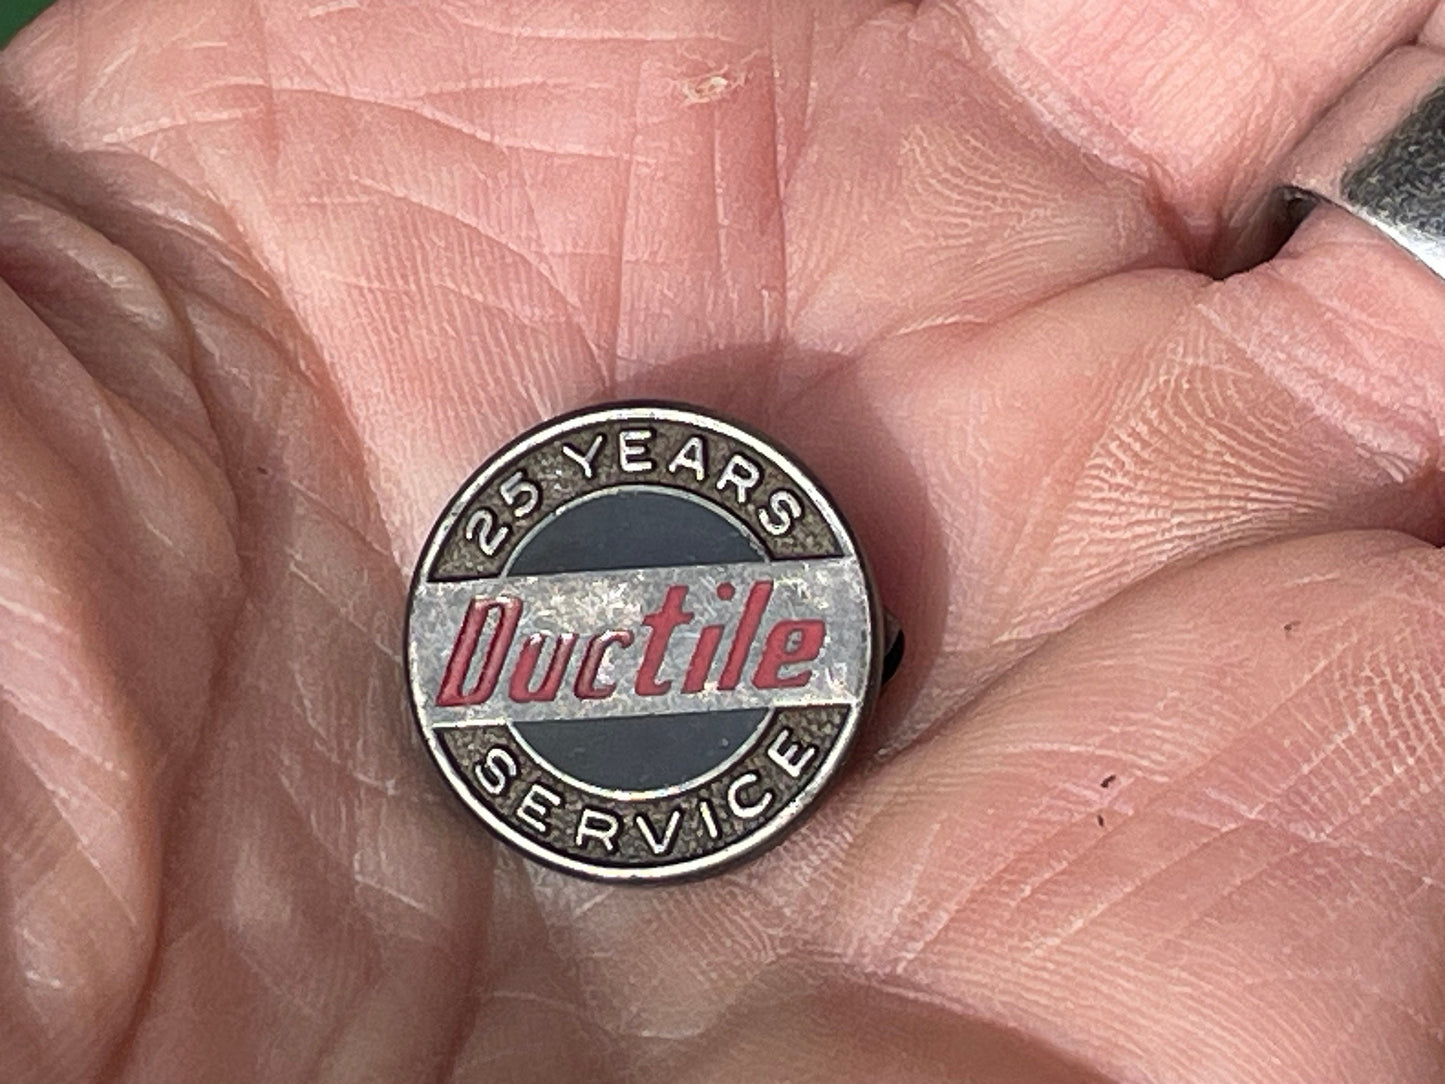 25 YEARS
Ductile
SERVICE